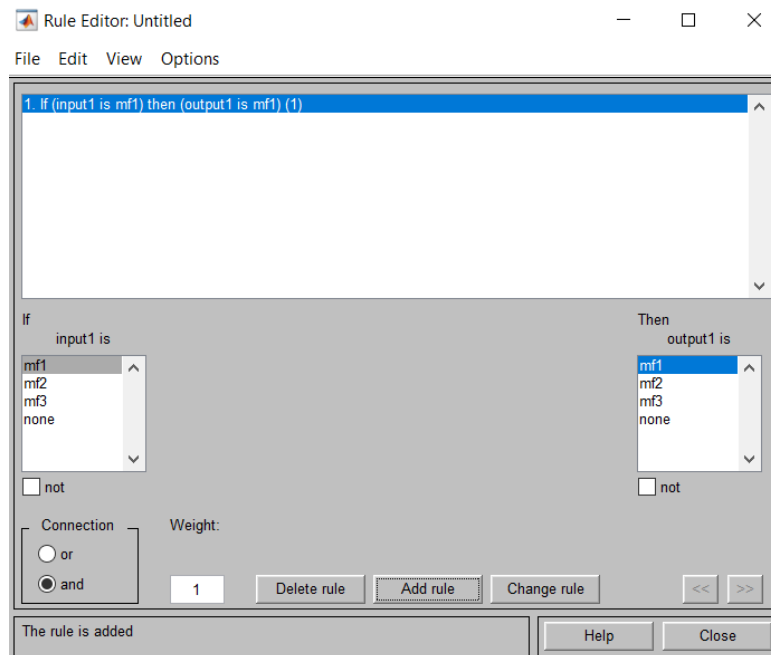 Rule Editor: Untitled
File Edit View Options
1. If (input1 is mf1) then (output1 is mf1) (1)
If
input1 is
mf1
mf2
mf3
none
not
Then
output1 is
mf1
mf2
mf3
none
not
Connection
or
and
Weight:
1
Delete rule
Add rule
Change rule
<<
>>
The rule is added
Help
Close